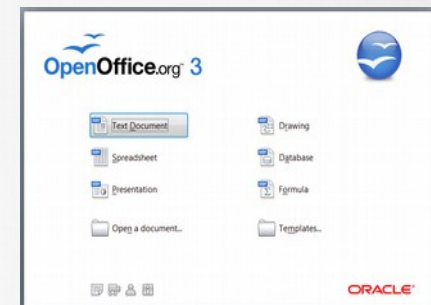 OpenOffice.org 3
Text Document
Drawing
Spreadsheet
Database
Presentation
Formula
Open a document...
Templates...
ORACLE